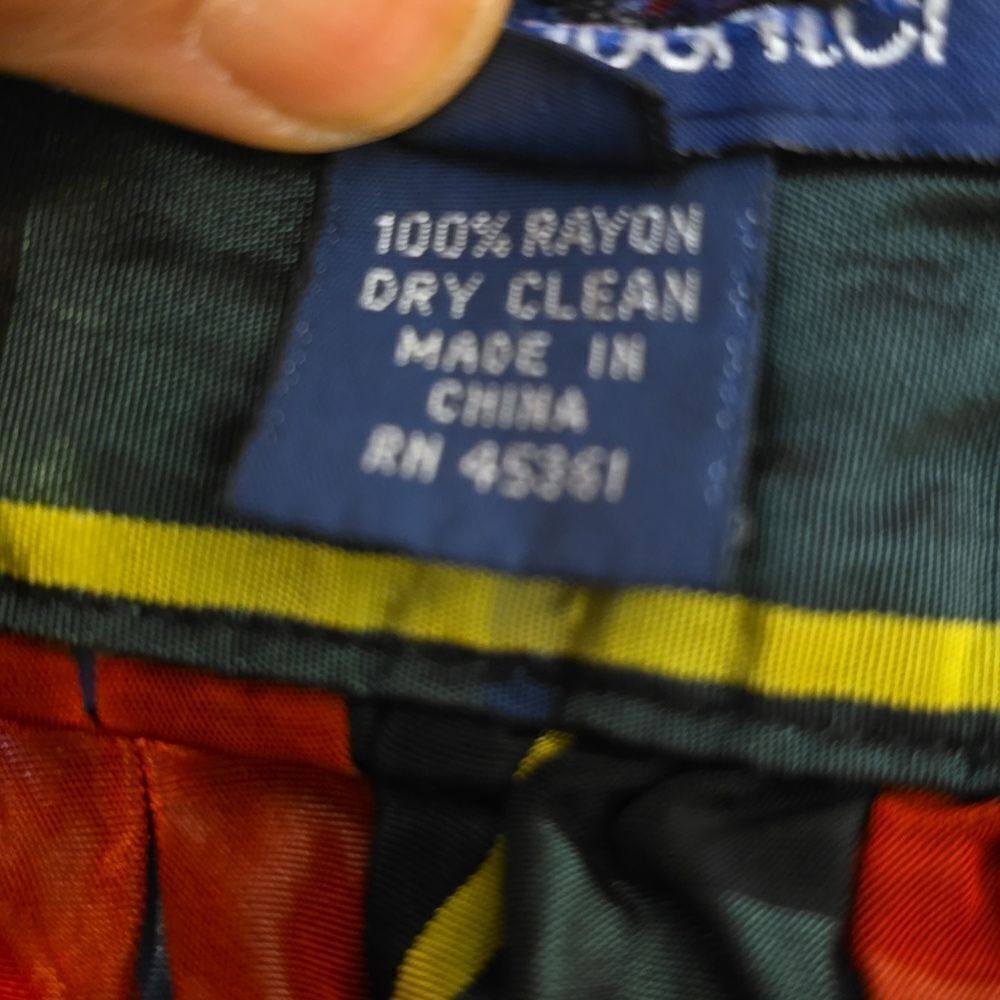 100% RAYON
DRY CLEAN
MADE IN
CHINA
RN 45361